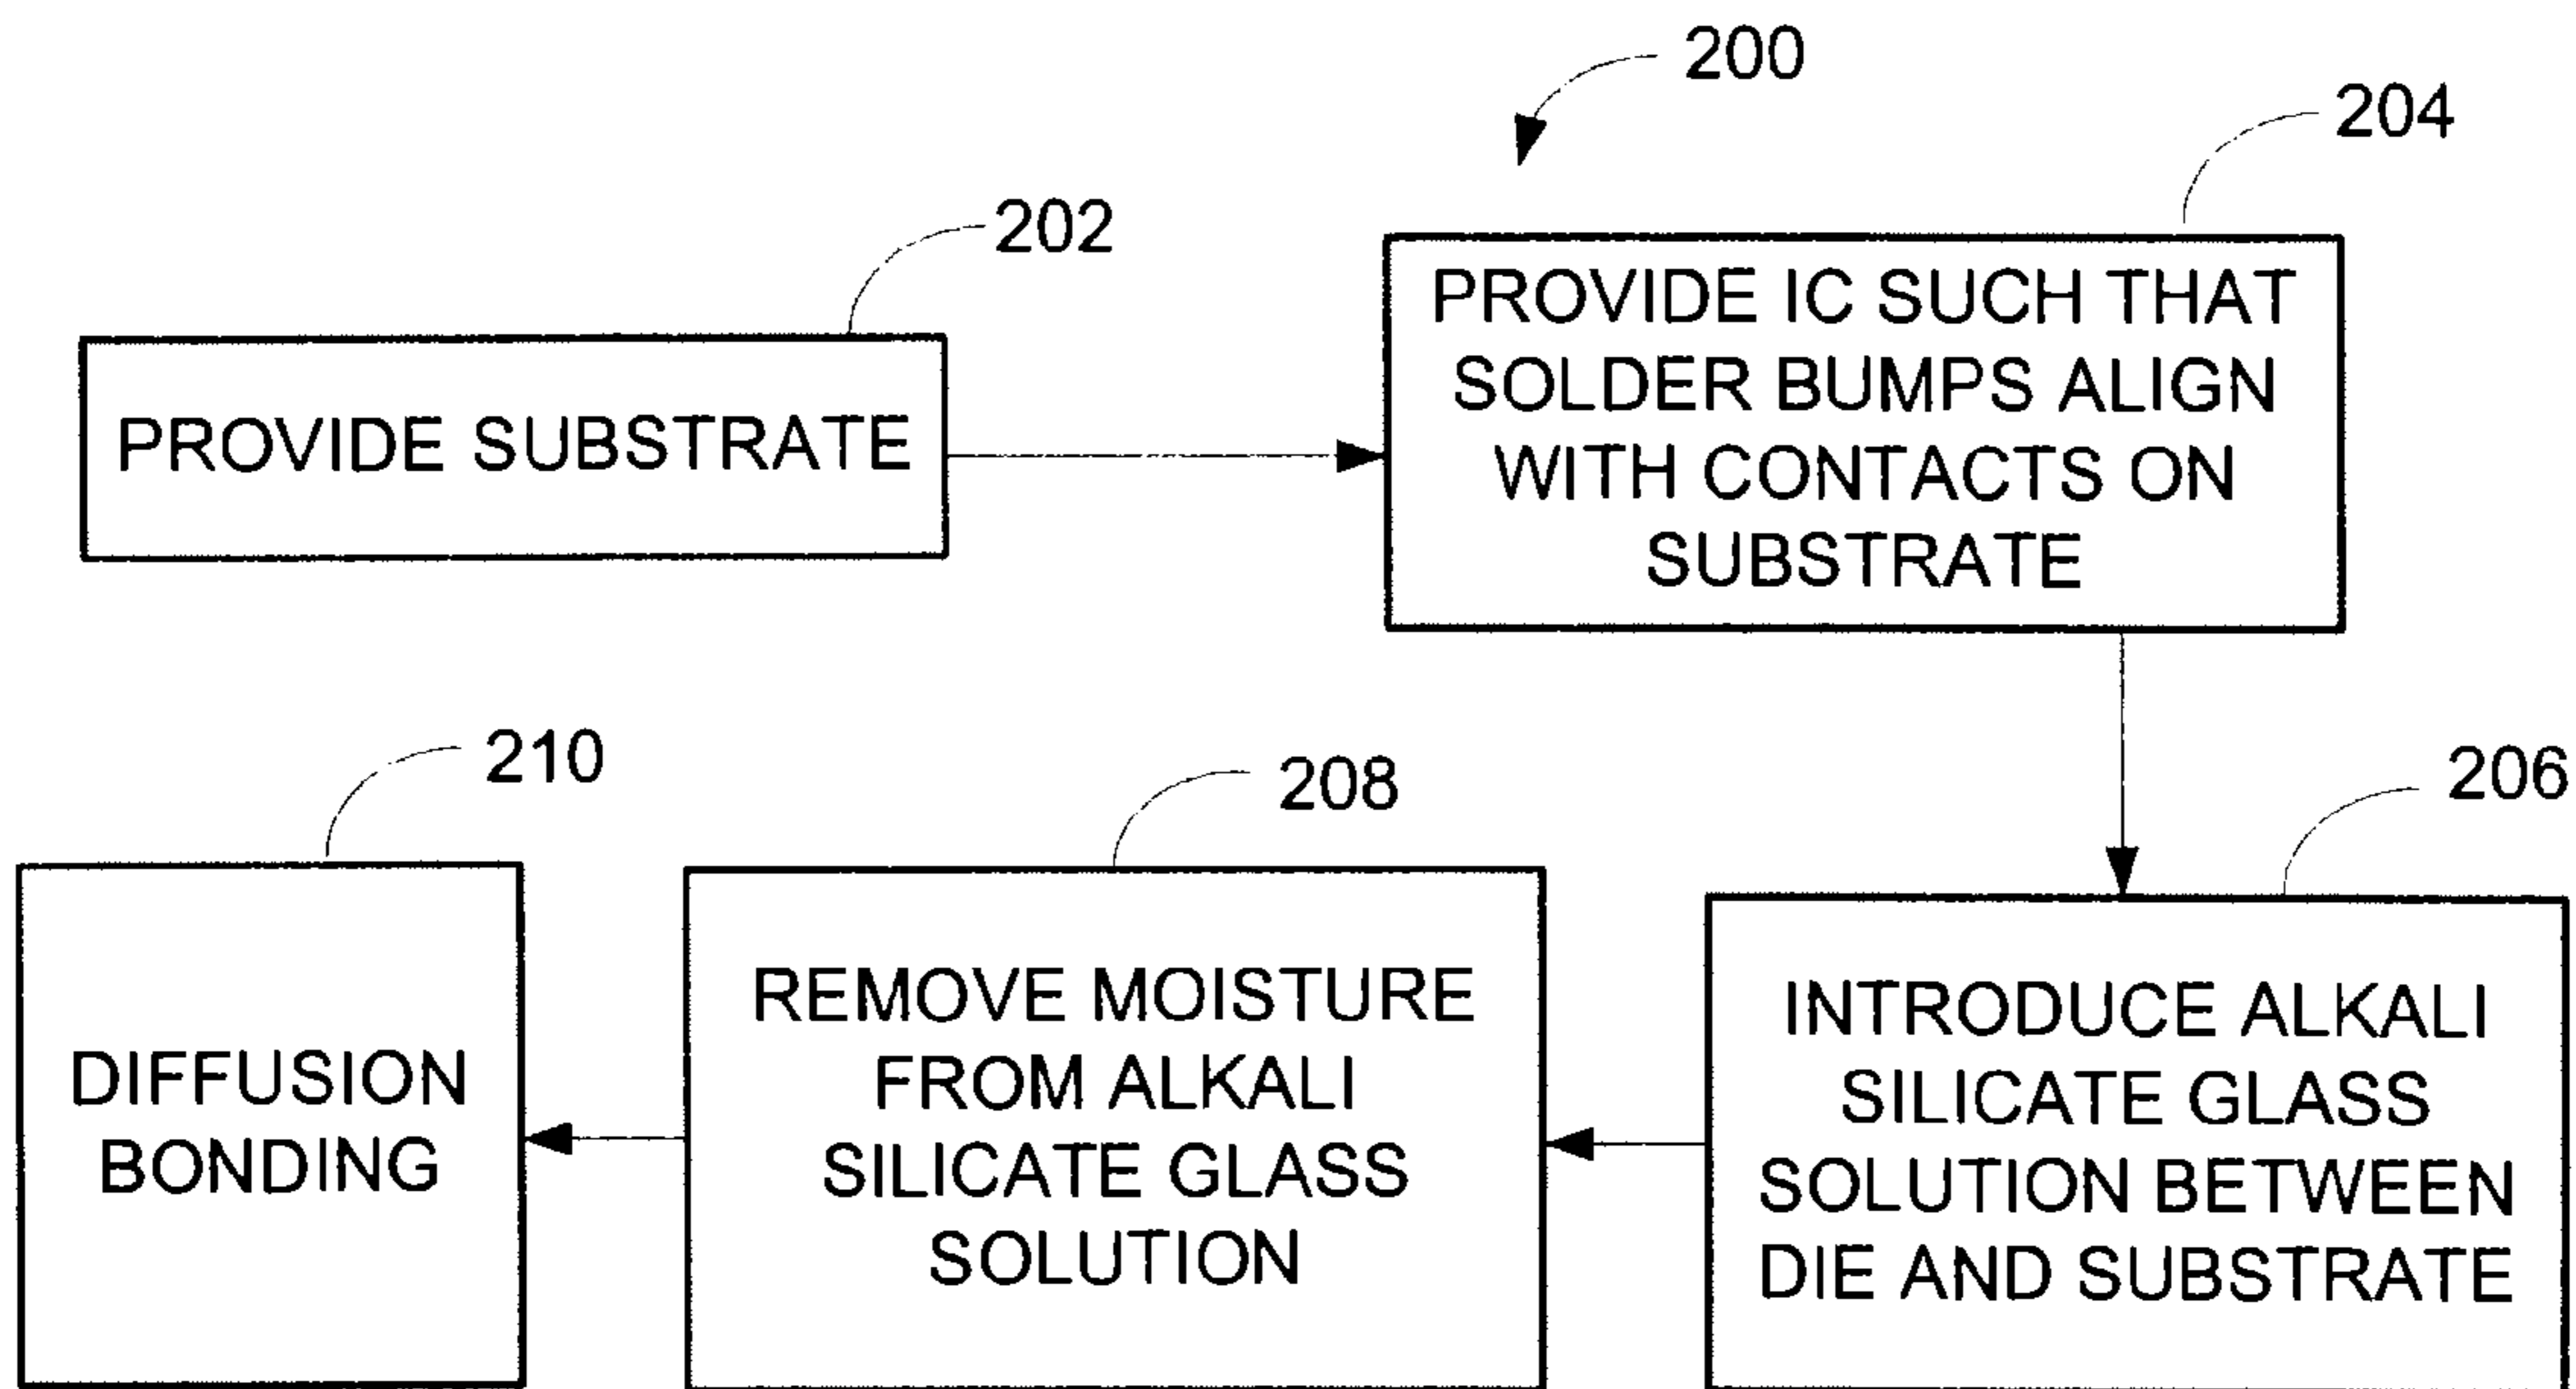 200
202
PROVIDE SUBSTRATE
204
PROVIDE IC SUCH THAT
SOLDER BUMPS ALIGN
WITH CONTACTS ON
SUBSTRATE
206
INTRODUCE ALKALI
SILICATE GLASS
SOLUTION BETWEEN
DIE AND SUBSTRATE
208
REMOVE MOISTURE
FROM ALKALI
SILICATE GLASS
SOLUTION
210
DIFFUSION
BONDING